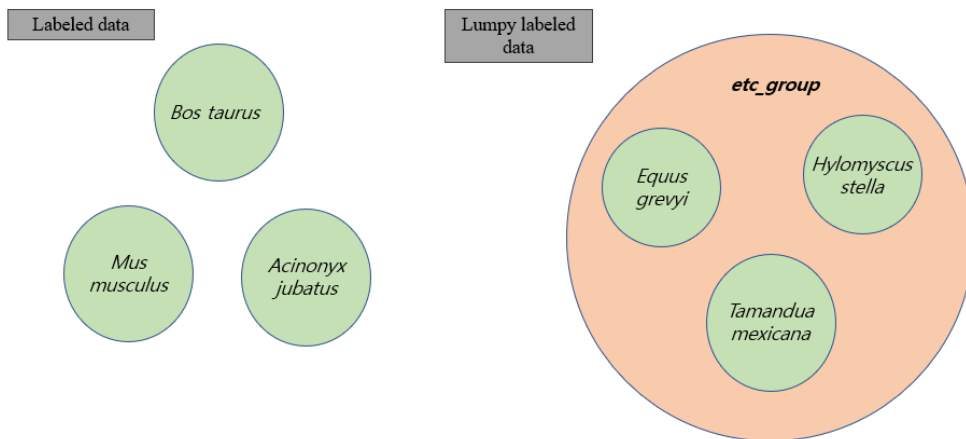 Labeled data
Bos taurus
Mus
musculus
Acinonyx
jubatus
Lumpy labeled
data
etc_group
Equus
grevyi
Hylomyscus
stella
Tamandua
mexicana